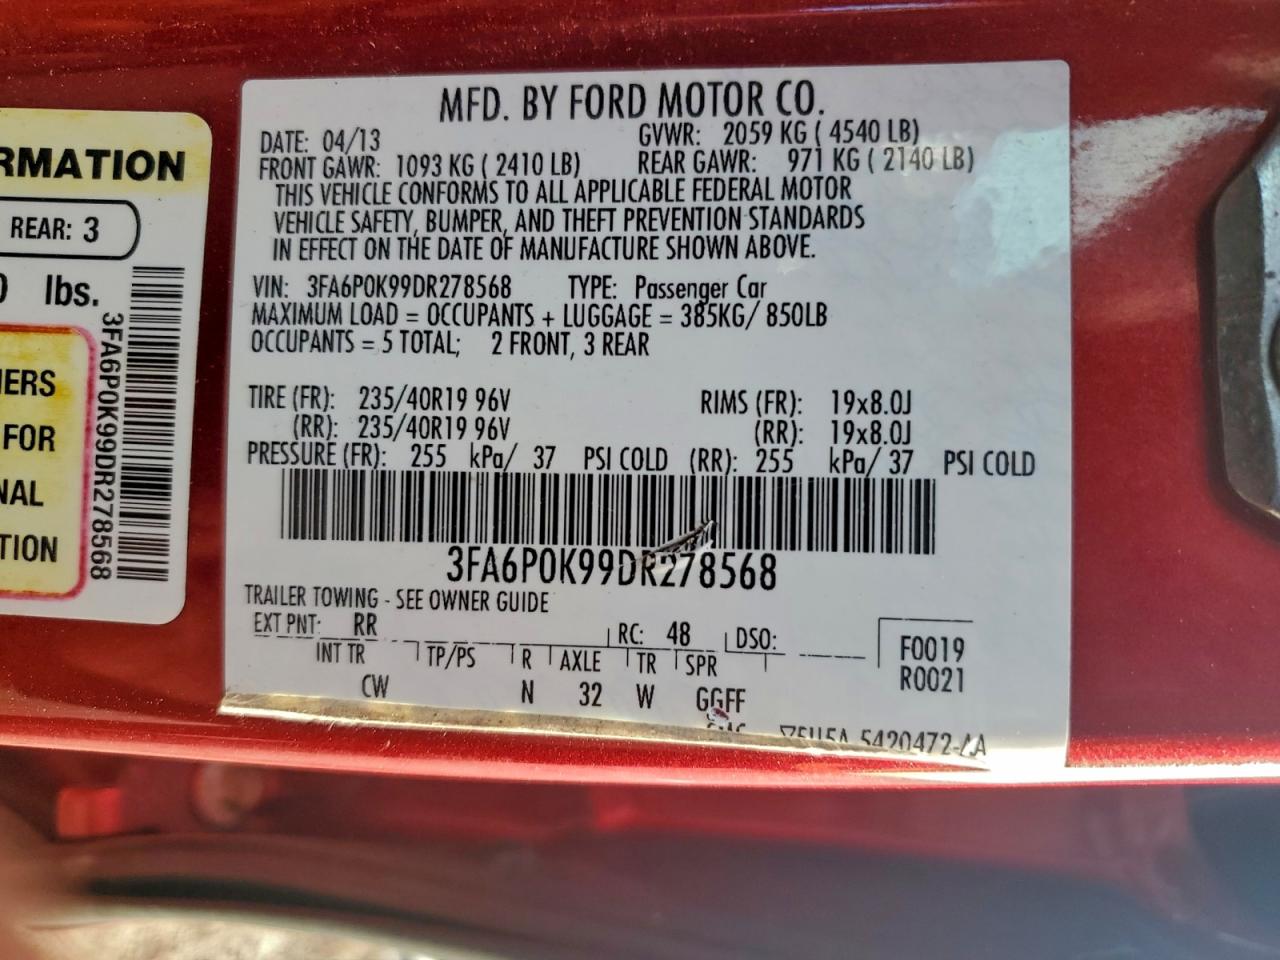 MFD. BY FORD MOTOR CO.
DATE: 04/13 GVWR: 2059 KG ( 4540 LB)
FRONT GAWR: 1093 KG ( 2410 LB) REAR GAWR: 971 KG ( 2140 LB)
THIS VEHICLE CONFORMS TO ALL APPLICABLE FEDERAL MOTOR
VEHICLE SAFETY, BUMPER, AND THEFT PREVENTION STANDARDS
IN EFFECT ON THE DATE OF MANUFACTURE SHOWN ABOVE.
VIN: 3FA6P0K99DR278568 TYPE: Passenger Car
MAXIMUM LOAD = OCCUPANTS + LUGGAGE = 385KG/ 850LB
OCCUPANTS = 5 TOTAL; 2 FRONT, 3 REAR
TIRE (FR): 235/40R19 96V RIMS (FR): 19x8.0J
(RR): 235/40R19 96V (RR): 19x8.0J
PRESSURE (FR): 255 kPa/ 37 PSI COLD (RR): 255 kPa/ 37 PSI COLD
3FA6P0K99DR278568
TRAILER TOWING - SEE OWNER GUIDE
EXT PNT: RR RC: 48 DSO:
INT TR TP/PS R AXLE TR SPR
CW N 32 W GGFF
F0019
R0021
5420472-AA
RMATION
REAR: 3
0 lbs.
IERS
FOR
NAL
TION
3FA6P0K99DR278568